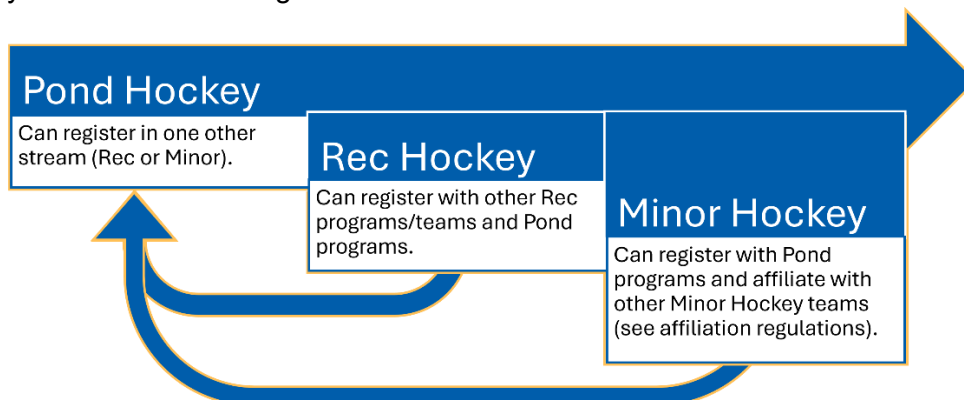 Pond Hockey
Can register in one other
stream (Rec or Minor).
Rec Hockey
Can register with other Rec
programs/teams and Pond
programs.
Minor Hockey
Can register with Pond
programs and affiliate with
other Minor Hockey teams
(see affiliation regulations).